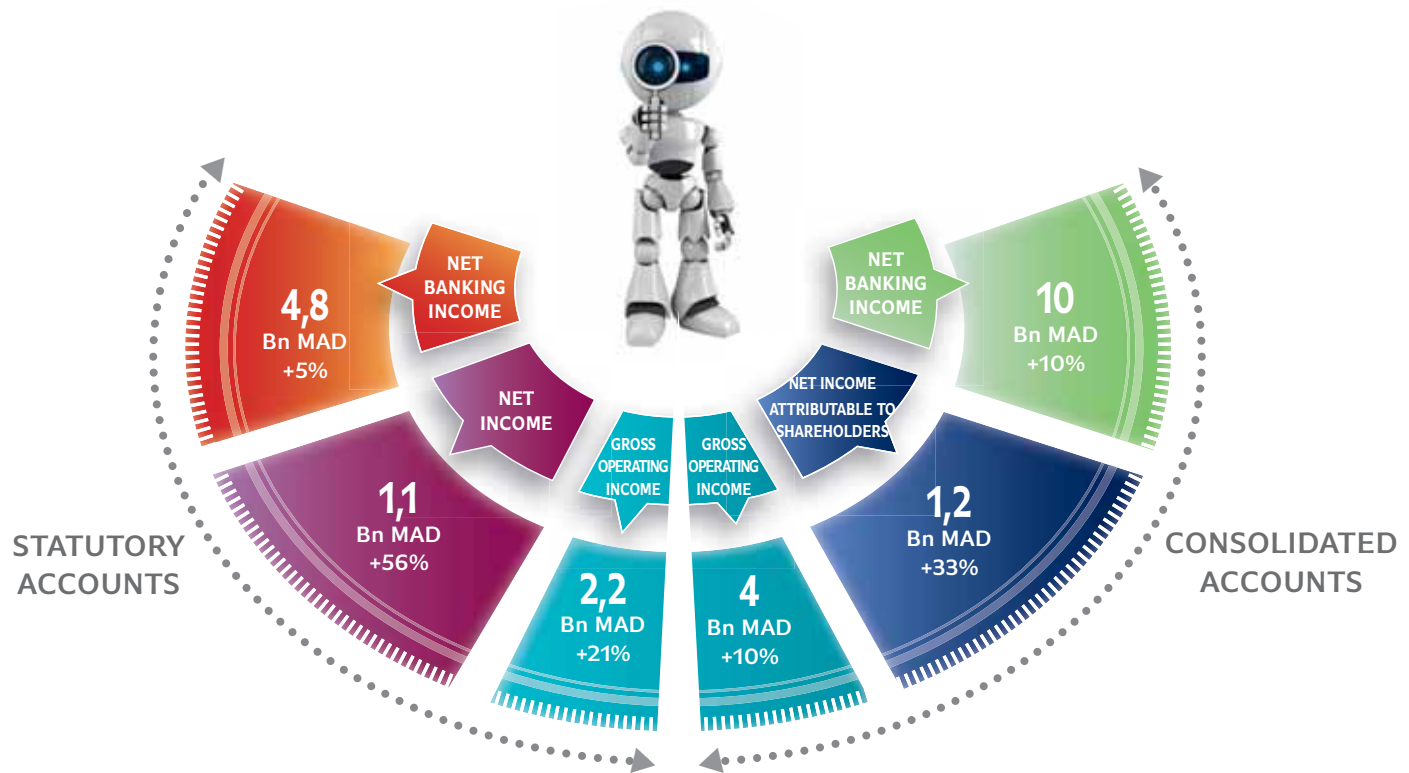 NET
BANKING
INCOME
4,8
Bn MAD
+5%
NET
INCOME
1,1
Bn MAD
+56%
GROSS
OPERATING
INCOME
2,2
Bn MAD
+21%
STATUTORY
ACCOUNTS
NET
BANKING
INCOME
10
Bn MAD
+10%
NET INCOME
ATTRIBUTABLE TO
SHAREHOLDERS
1,2
Bn MAD
+33%
GROSS
OPERATING
INCOME
4
Bn MAD
+10%
CONSOLIDATED
ACCOUNTS